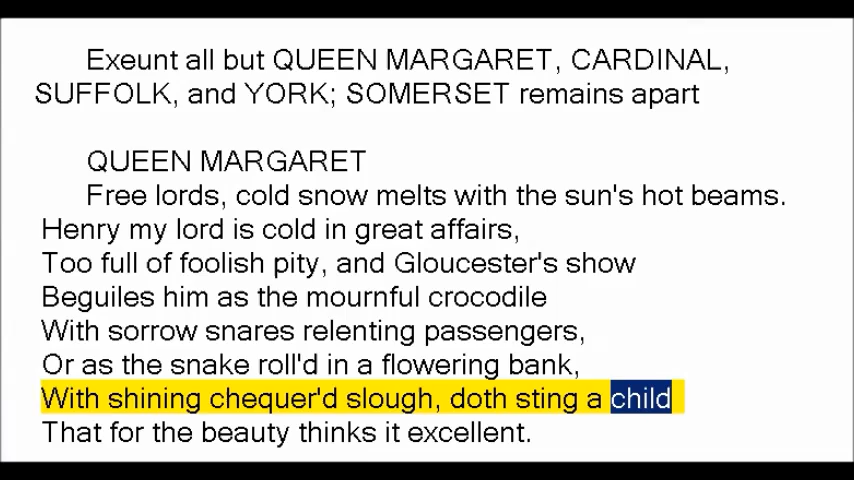 Exeunt all but QUEEN MARGARET, CARDINAL,
SUFFOLK, and YORK; SOMERSET remains apart
QUEEN MARGARET
Free lords, cold snow melts with the sun's hot beams.
Henry my lord is cold in great affairs,
Too full of foolish pity, and Gloucester's show
Beguiles him as the mournful crocodile
With sorrow snares relenting passengers,
Or as the snake roll'd in a flowering bank,
With shining chequer'd slough, doth sting a child
That for the beauty thinks it excellent.